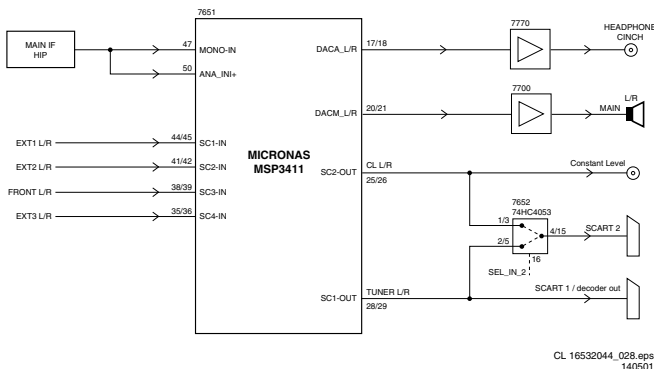 7651
MAIN IF
HIP
47
MONO-IN
50
ANA_INI+
EXT1 L/R
44/45
SC1-IN
EXT2 L/R
41/42
SC2-IN
FRONT L/R
38/39
SC3-IN
EXT3 L/R
35/36
SC4-IN
MICRONAS
MSP3411
DACA_L/R
17/18
7770
HEADPHONE
CINCH
DACM_L/R
20/21
7700
MAIN
L/R
SC2-OUT
CL L/R
25/26
Constant Level
7652
74HC4053
1/3
2/5
4/15
16
SEL_IN_2
SCART 2
SC1-OUT
TUNER L/R
28/29
SCART 1 / decoder out
CL 16532044_028.eps
140501